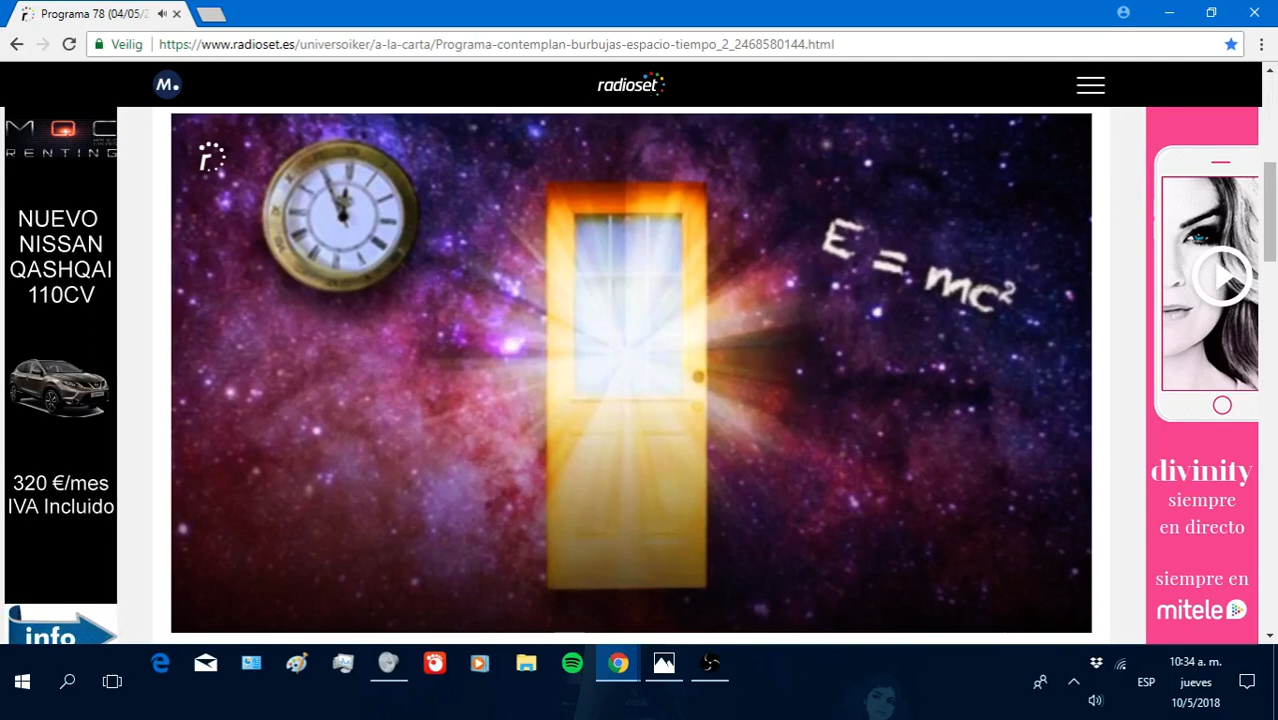 Programa 78 (04/05/2
Veilig
https://www.radioset.es/universoiker/a-la-carta/Programa-contemplan-burbujas-espacio-tiempo_2_2468580144.html
M.
radioset
r
MQC
RENTING
NUEVO
NISSAN
QASHQAI
110CV
320 €/mes
IVA Incluido
info
E = mc²
divinity
siempre
en directo
siempre en
mitele
10:34 a. m.
ESP
jueves
10/5/2018